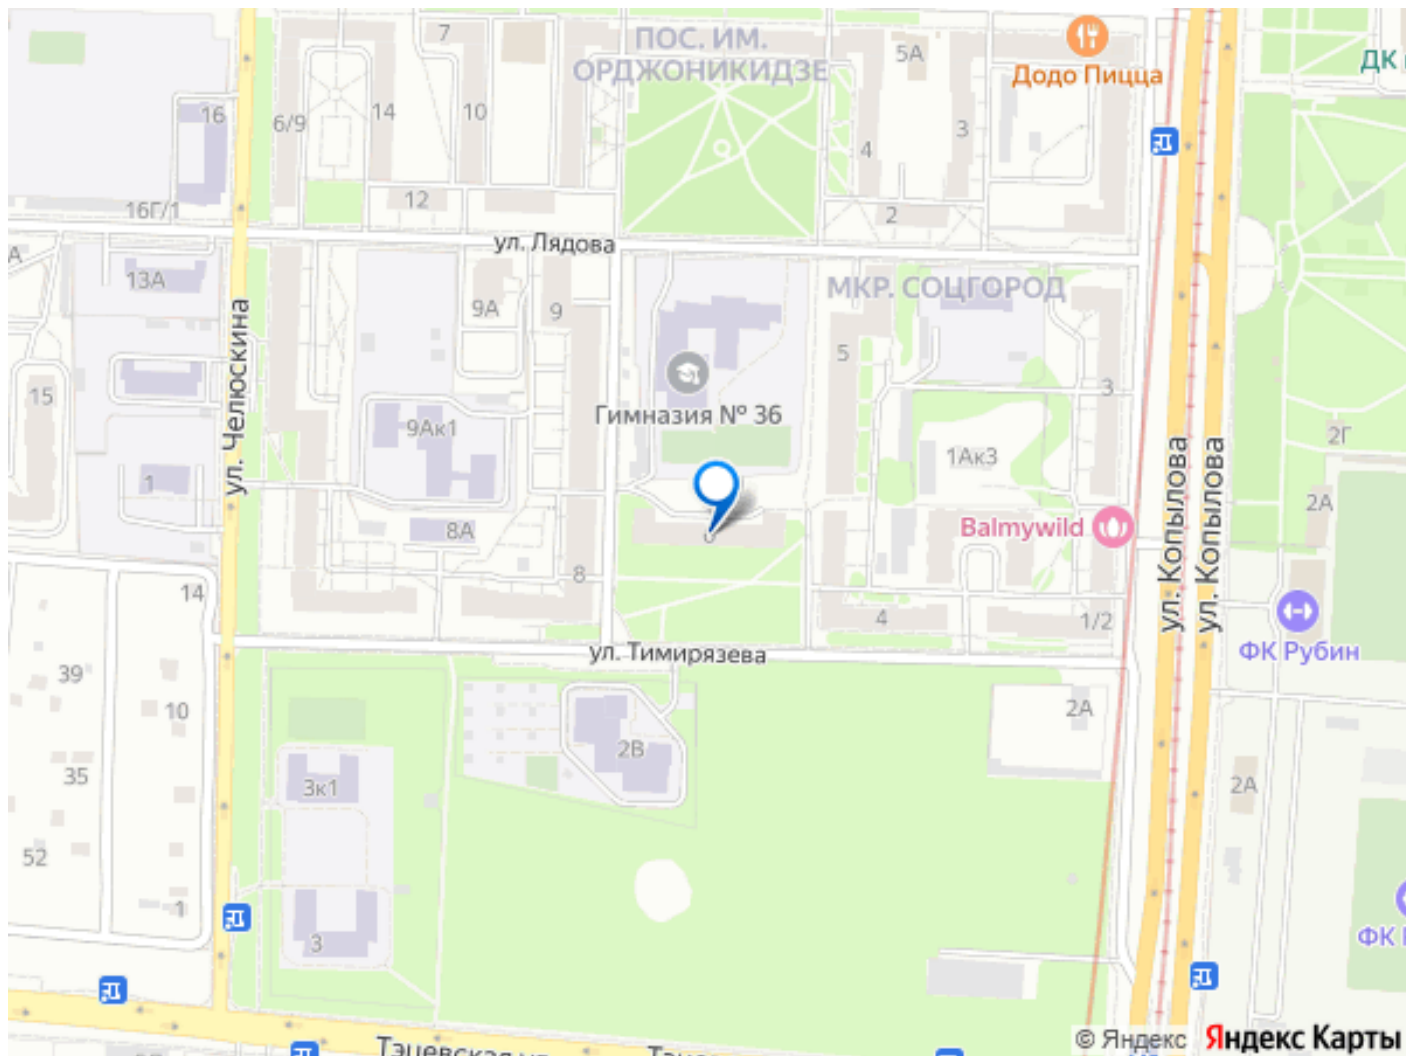 7
ПОС. ИМ.
ОРДЖОНИКИДЗЕ
5А
Додо Пицца
ДК
16
6/9
14
10
4
3
12
2
16Г/1
ул. Лядова
А
13А
9А
9
МКР. СОЦГОРОД
ул. Челюскина
5
3
15
Гимназия № 36
9Ак1
1Ак3
2Г
1
8А
Balmywild
2А
ул. Копылова
ул. Копылова
8
14
4
1/2
ул. Тимирязева
ФК Рубин
39
10
2А
2В
35
3к1
2А
52
1
3
ФК
© Яндекс
Яндекс Карты
Тэцевская ул